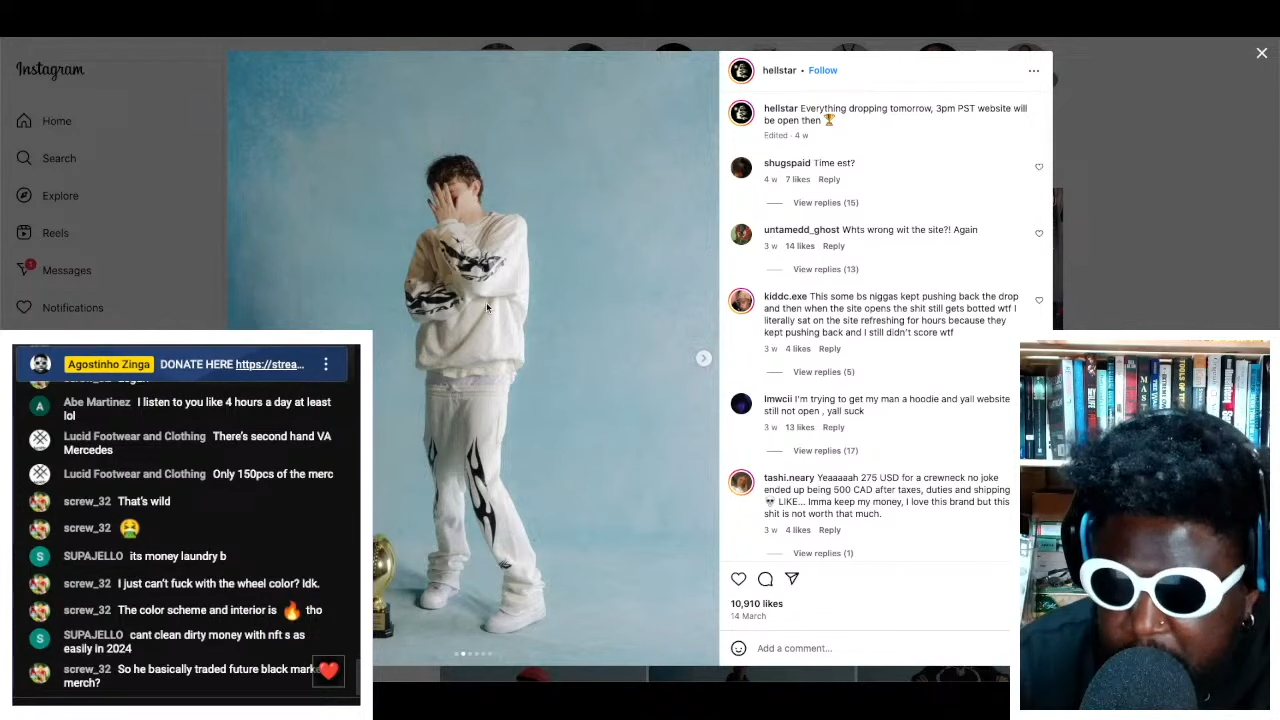 Instagram
Home
Search
Explore
Reels
1
Messages
Notifications
hellstar • Follow
hellstar Everything dropping tomorrow, 3pm PST website will
be open then 🏆
Edited · 4 w
shugspaid Time est?
4 w 7 likes Reply
View replies (15)
untamedd_ghost Whts wrong wit the site?! Again
3 w 14 likes Reply
View replies (13)
kiddc.exe This some bs niggas kept pushing back the drop
and then when the site opens the shit still gets botted wtf I
literally sat on the site refreshing for hours because they
kept pushing back and I still didn't score wtf
3 w 4 likes Reply
View replies (5)
lmwcii I'm trying to get my man a hoodie and yall website
still not open , yall suck
3 w 13 likes Reply
View replies (17)
tashi.neary Yeaaaaah 275 USD for a crewneck no joke
ended up being 500 CAD after taxes, duties and shipping
💀 LIKE... Imma keep my money, I love this brand but this
shit is not worth that much.
3 w 4 likes Reply
View replies (1)
10,910 likes
14 March
Add a comment...
Agostinho Zinga DONATE HERE https://strea...
Abe Martinez I listen to you like 4 hours a day at least
lol
Lucid Footwear and Clothing There's second hand VA
Mercedes
Lucid Footwear and Clothing Only 150pcs of the merc
screw_32 That's wild
screw_32 🤮
SUPAJELLO its money laundry b
screw_32 I just can't fuck with the wheel color? Idk.
screw_32 The color scheme and interior is 🔥 tho
SUPAJELLO cant clean dirty money with nft s as
easily in 2024
screw_32 So he basically traded future black mark
merch?